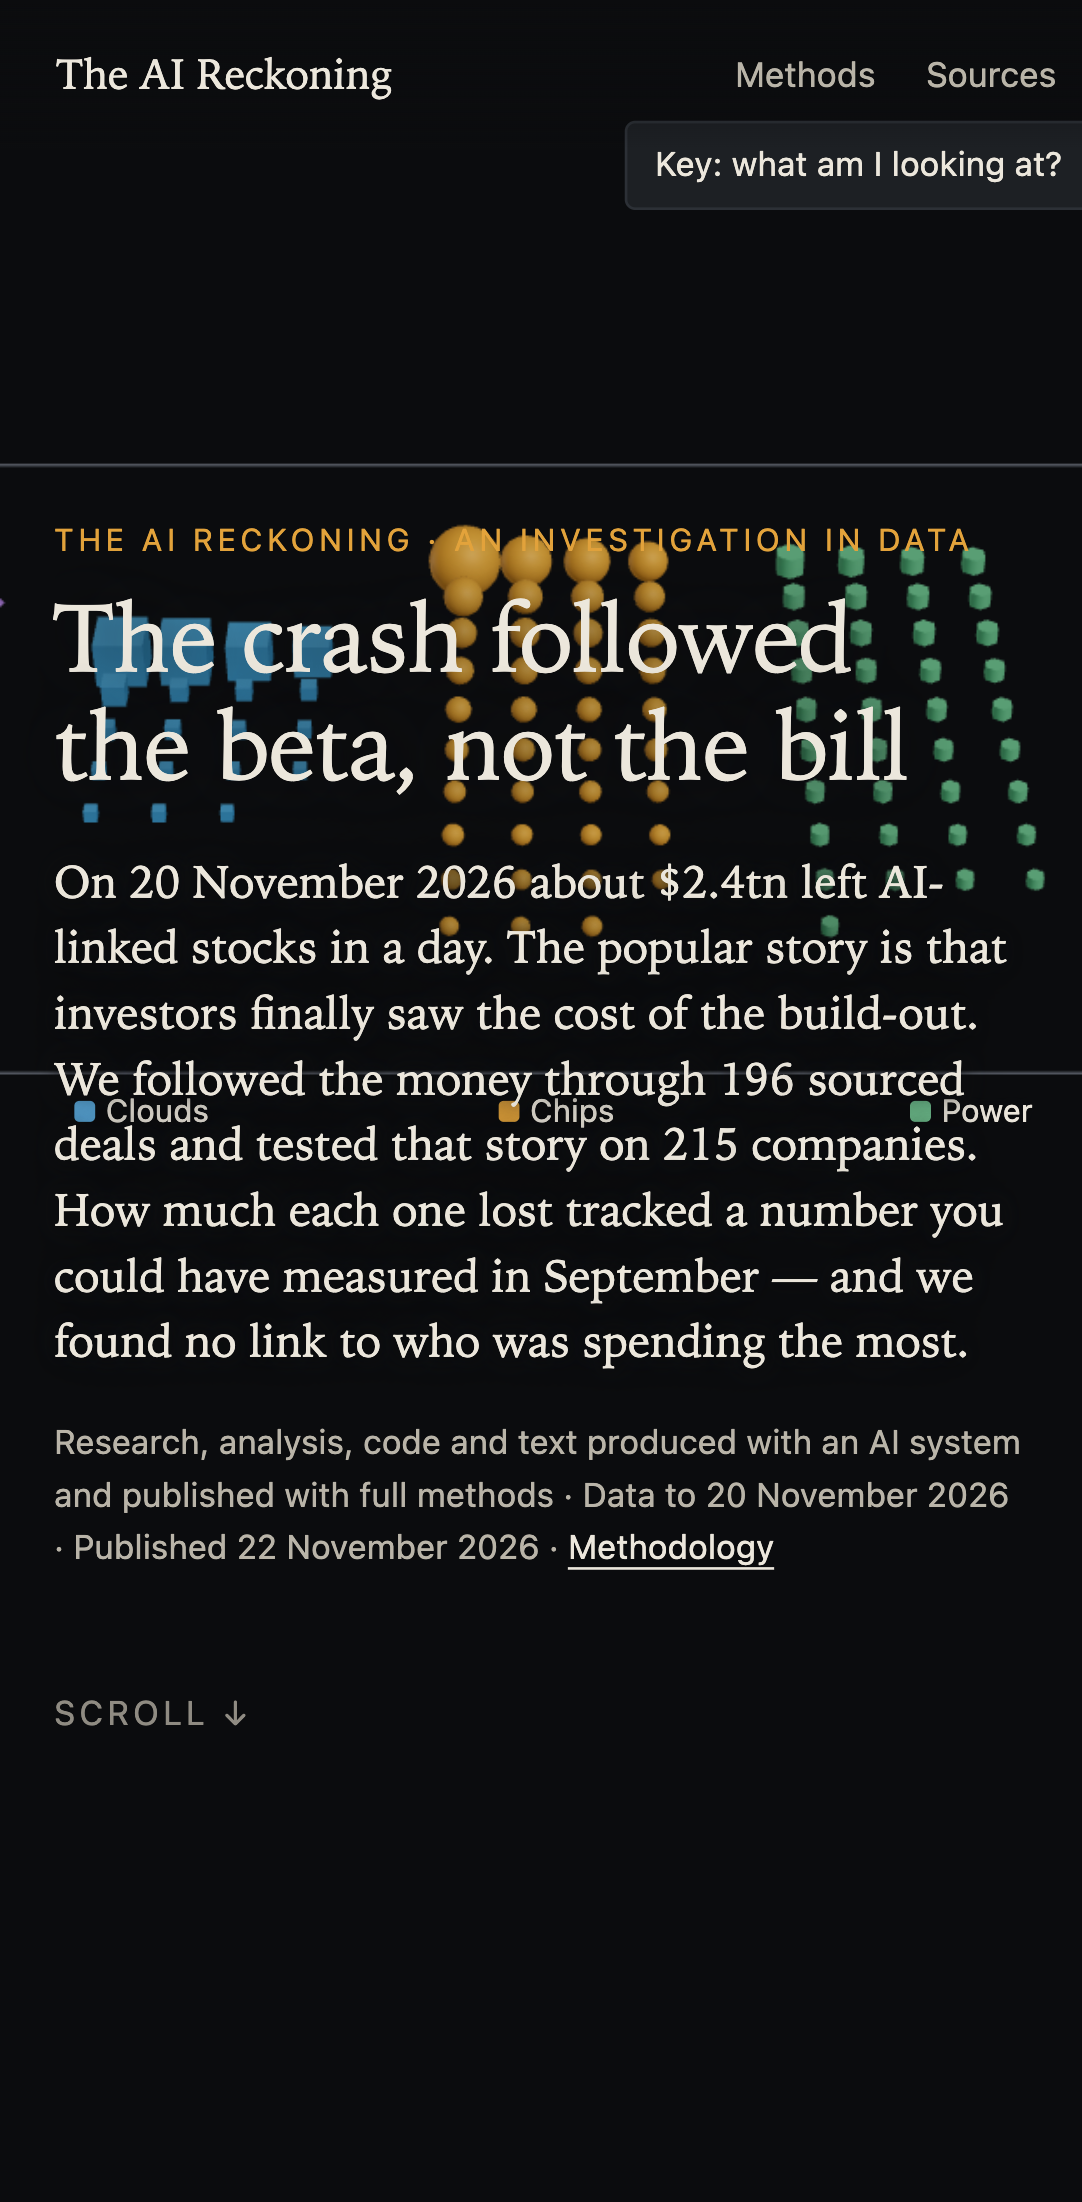 The AI Reckoning
Methods
Sources
Key: what am I looking at?
THE AI RECKONING · AN INVESTIGATION IN DATA
The crash followed
the beta, not the bill
On 20 November 2026 about $2.4tn left AI-
linked stocks in a day. The popular story is that
investors finally saw the cost of the build-out.
We followed the money through 196 sourced
Clouds
Chips
Power
deals and tested that story on 215 companies.
How much each one lost tracked a number you
could have measured in September — and we
found no link to who was spending the most.
Research, analysis, code and text produced with an AI system
and published with full methods · Data to 20 November 2026
· Published 22 November 2026 · Methodology
SCROLL ↓